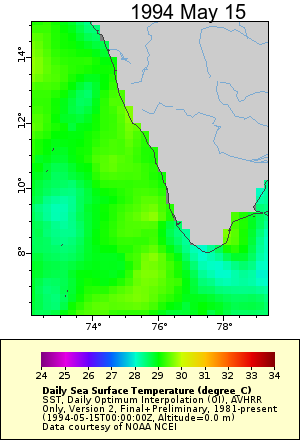 1994 May 15
14°
12°
10°
8°
74°
76°
78°
24 25 26 27 28 29 30 31 32 33 34
Daily Sea Surface Temperature (degree_C)
SST, Daily Optimum Interpolation (OI), AVHRR
Only, Version 2, Final+Preliminary, 1981-present
(1994-05-15T00:00:00Z, Altitude=0.0 m)
Data courtesy of NOAA NCEI